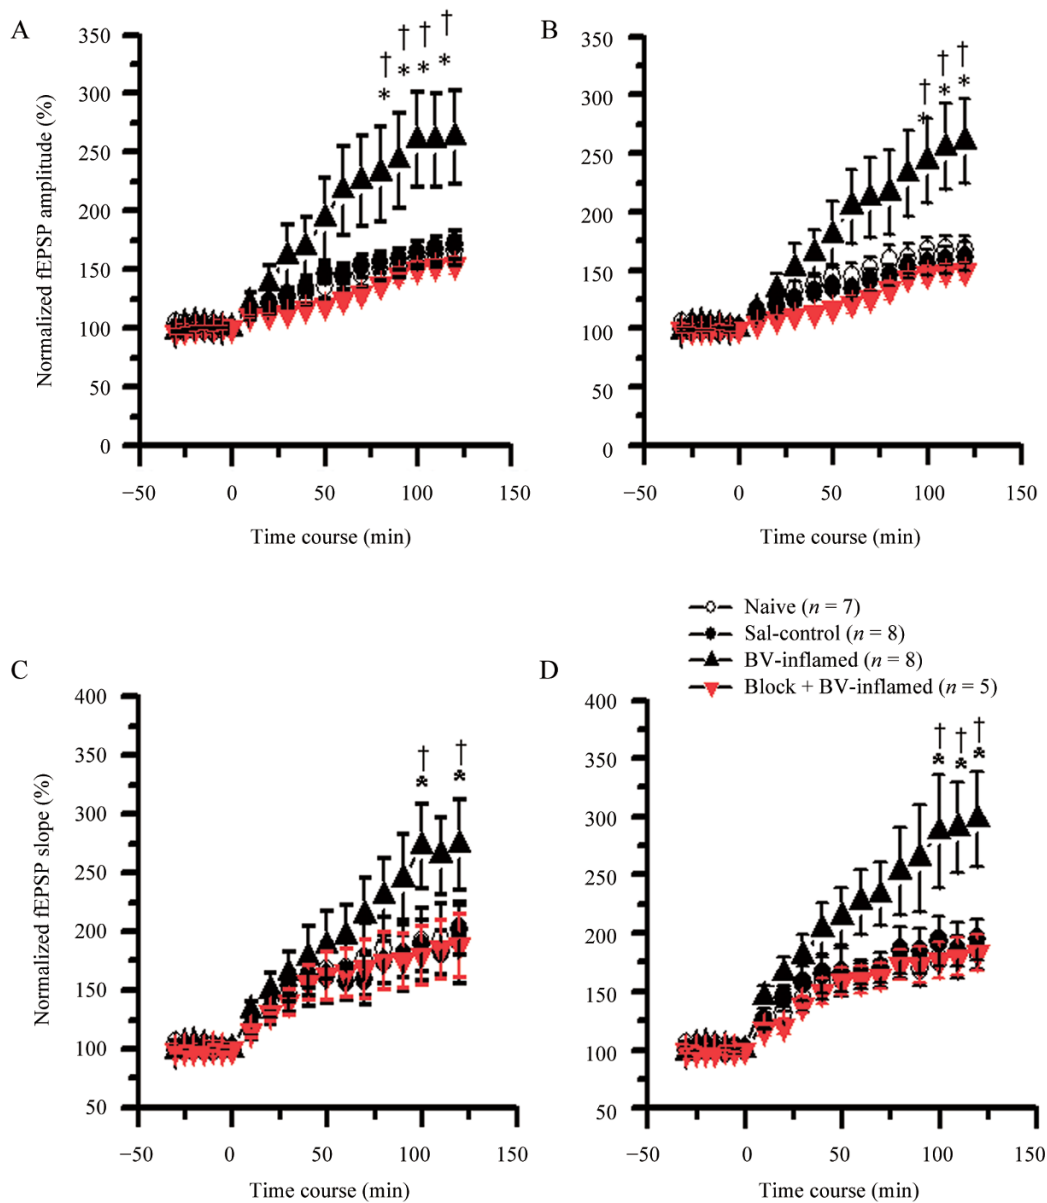 A
Normalized fEPSP amplitude (%)
350
300
250
200
150
100
50
0
† † † †
* * * *
−50 0 50 100 150
Time course (min)
B
350
300
250
200
150
100
50
0
† † †
* * *
−50 0 50 100 150
Time course (min)
Naive (n = 7)
Sal-control (n = 8)
BV-inflamed (n = 8)
Block + BV-inflamed (n = 5)
C
Normalized fEPSP slope (%)
400
350
300
250
200
150
100
50
† †
* *
−50 0 50 100 150
Time course (min)
D
400
350
300
250
200
150
100
50
† † †
* * *
−50 0 50 100 150
Time course (min)